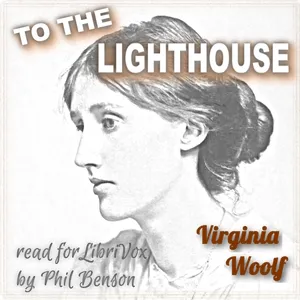 TO THE
LIGHTHOUSE
Virginia
Woolf
read for LibriVox
by Phil Benson